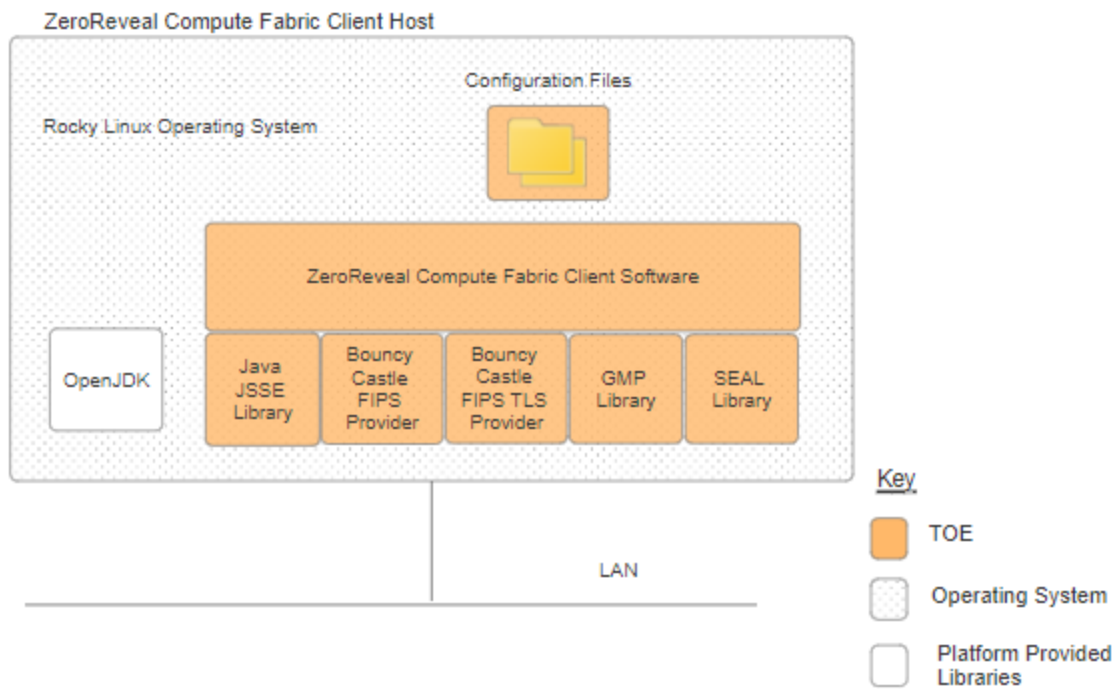 ZeroReveal Compute Fabric Client Host
Configuration Files
Rocky Linux Operating System
ZeroReveal Compute Fabric Client Software
OpenJDK
Java
JSSE
Library
Bouncy
Castle
FIPS
Provider
Bouncy
Castle
FIPS TLS
Provider
GMP
Library
SEAL
Library
Key
TOE
LAN
Operating System
Platform Provided
Libraries